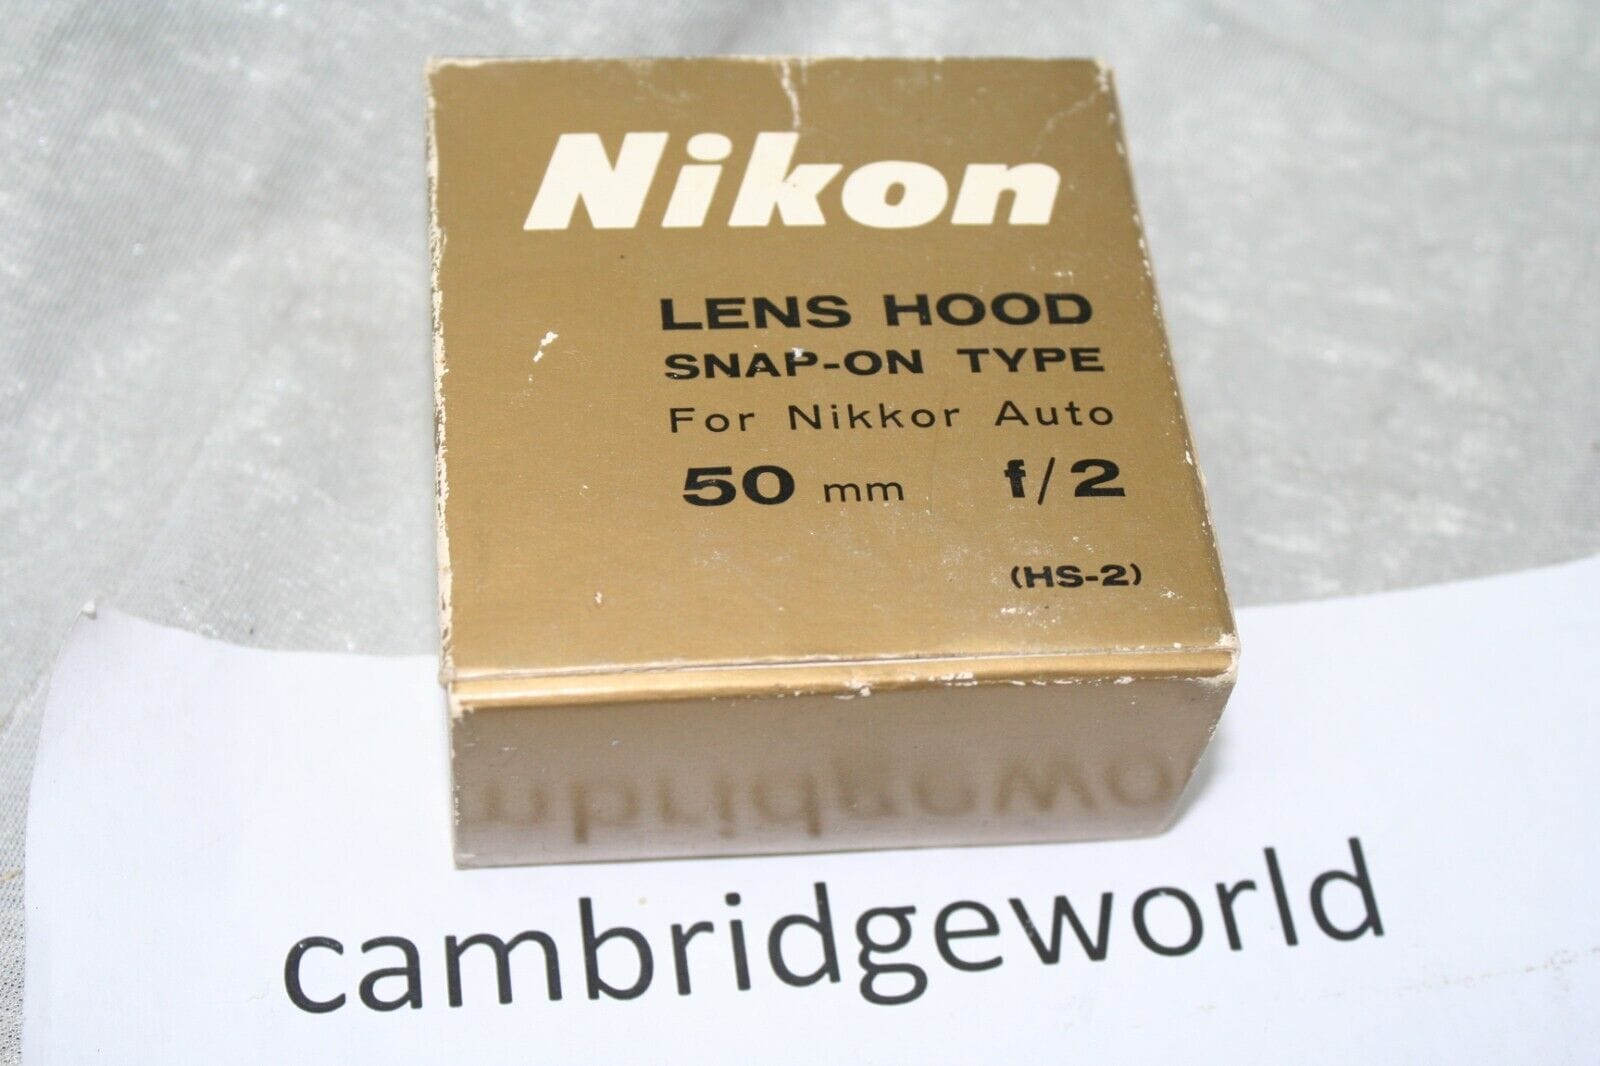 Nikon
LENS HOOD
SNAP-ON TYPE
For Nikkor Auto
50 mm f/2
(HS-2)
cambridgeworld